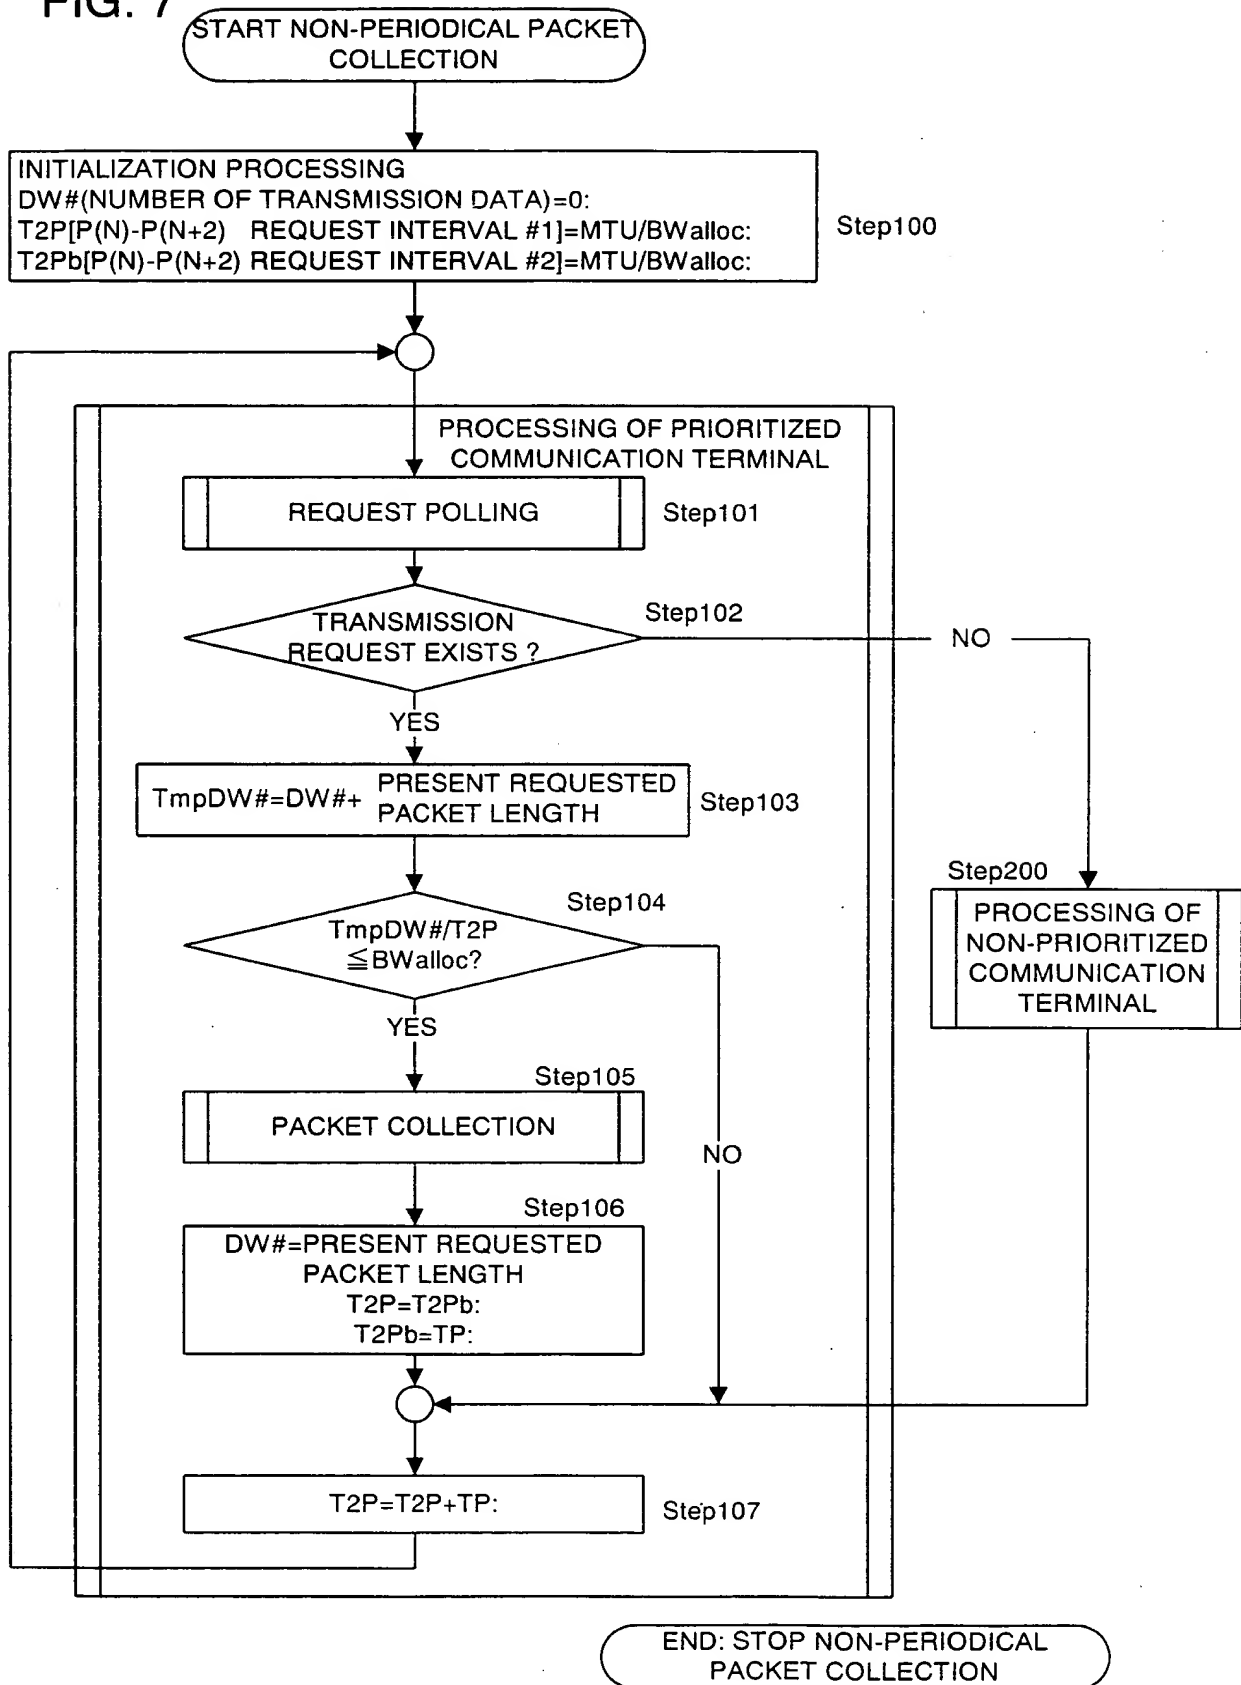 FIG. 7
START NON-PERIODICAL PACKET
COLLECTION
INITIALIZATION PROCESSING
DW#(NUMBER OF TRANSMISSION DATA)=0:
T2P[P(N)-P(N+2) REQUEST INTERVAL #1]=MTU/BWalloc:
T2Pb[P(N)-P(N+2) REQUEST INTERVAL #2]=MTU/BWalloc:
Step100
PROCESSING OF PRIORITIZED
COMMUNICATION TERMINAL
REQUEST POLLING
Step101
Step102
TRANSMISSION
REQUEST EXISTS ?
NO
YES
TmpDW#=DW#+
PRESENT REQUESTED
PACKET LENGTH
Step103
Step104
TmpDW#/T2P
≦BWalloc?
Step200
PROCESSING OF
NON-PRIORITIZED
COMMUNICATION
TERMINAL
YES
Step105
PACKET COLLECTION
NO
Step106
DW#=PRESENT REQUESTED
PACKET LENGTH
T2P=T2Pb:
T2Pb=TP:
T2P=T2P+TP:
Step107
END: STOP NON-PERIODICAL
PACKET COLLECTION